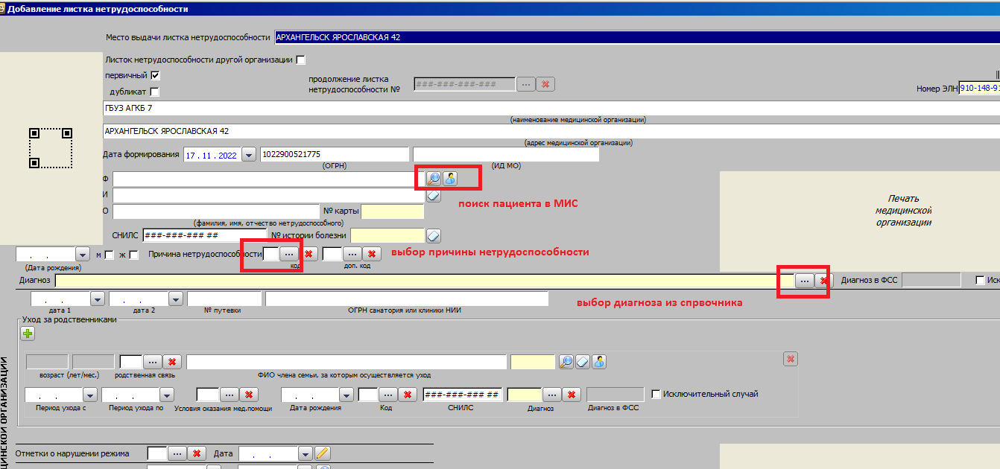 Добавление листка нетрудоспособности
Место выдачи листка нетрудоспособности АРХАНГЕЛЬСК ЯРОСЛАВСКАЯ 42
Листок нетрудоспособности другой организации
первичный
продолжение листка
нетрудоспособности № ###-###-###-### ...
дубликат
Номер ЭЛН 910-148-91
ГБУЗ АГКБ 7
(наименование медицинской организации)
АРХАНГЕЛЬСК ЯРОСЛАВСКАЯ 42
(адрес медицинской организации)
Дата формирования 17 . 11 . 2022 1022900521775
(ОГРН) (ИД МО)
Ф
И
поиск пациента в МИС
О № карты
(фамилия, имя, отчество нетрудоспособного)
СНИЛС ###-###-### ## № истории болезни
Печать
медицинской
организации
. . м ж Причина нетрудоспособности ... ... выбор причины нетрудоспособности
(Дата рождения) код доп. код
Диагноз ... Диагноз в ФСС Иск
. . . .
дата 1 дата 2 № путевки ОГРН санатория или клиники НИИ
выбор диагноза из спрвочника
Уход за родственниками
...
возраст (лет/мес.) родственная связь ФИО члена семьи, за которым осуществляется уход
. . . . ... . . ... ###-###-### ## ... Исключительный случай
Период ухода с Период ухода по Условия оказания мед.помощи Дата рождения Код СНИЛС Диагноз Диагноз в ФСС
ЦИНСКОЙ ОРГАНИЗАЦИИ
Отметки о нарушении режима ... Дата . .